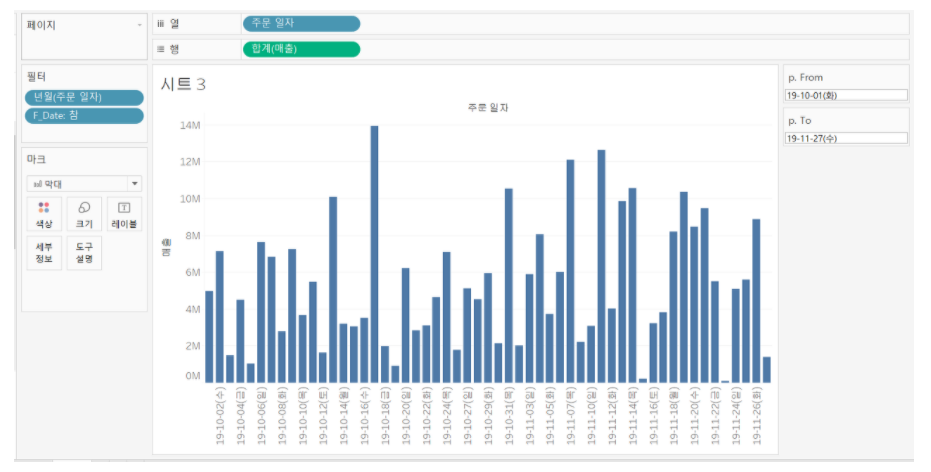 페이지
iii 열
주문 일자
행
합계(매출)
필터
년월(주문 일자)
F_Date: 참
마크
막대
색상
크기
레이블
세부 정보
도구 설명
시트 3
주문 일자
매출
14M
12M
10M
8M
6M
4M
2M
0M
19-10-02(수)
19-10-04(금)
19-10-06(일)
19-10-08(화)
19-10-10(목)
19-10-12(토)
19-10-14(월)
19-10-16(수)
19-10-18(금)
19-10-20(일)
19-10-22(화)
19-10-24(목)
19-10-27(일)
19-10-29(화)
19-10-31(목)
19-11-03(일)
19-11-05(화)
19-11-07(목)
19-11-10(일)
19-11-12(화)
19-11-14(목)
19-11-16(토)
19-11-18(월)
19-11-20(수)
19-11-22(금)
19-11-24(일)
19-11-26(화)
p. From
19-10-01(화)
p. To
19-11-27(수)